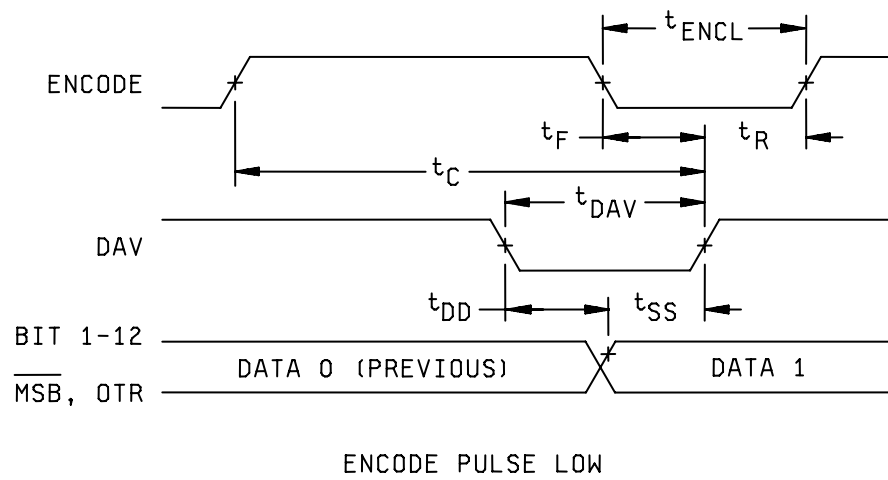 tENCL
ENCODE
tF
tR
tC
tDAV
DAV
tDD
tSS
BIT 1-12
DATA 0 (PREVIOUS)
DATA 1
MSB, OTR
ENCODE PULSE LOW